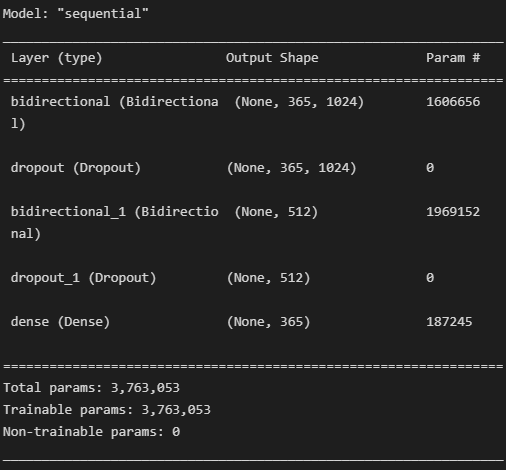 Model: "sequential"
_________________________________________________________________
Layer (type) Output Shape Param #
=================================================================
bidirectional (Bidirectiona (None, 365, 1024) 1606656
l)
dropout (Dropout) (None, 365, 1024) 0
bidirectional_1 (Bidirectio (None, 512) 1969152
nal)
dropout_1 (Dropout) (None, 512) 0
dense (Dense) (None, 365) 187245
=================================================================
Total params: 3,763,053
Trainable params: 3,763,053
Non-trainable params: 0
_________________________________________________________________